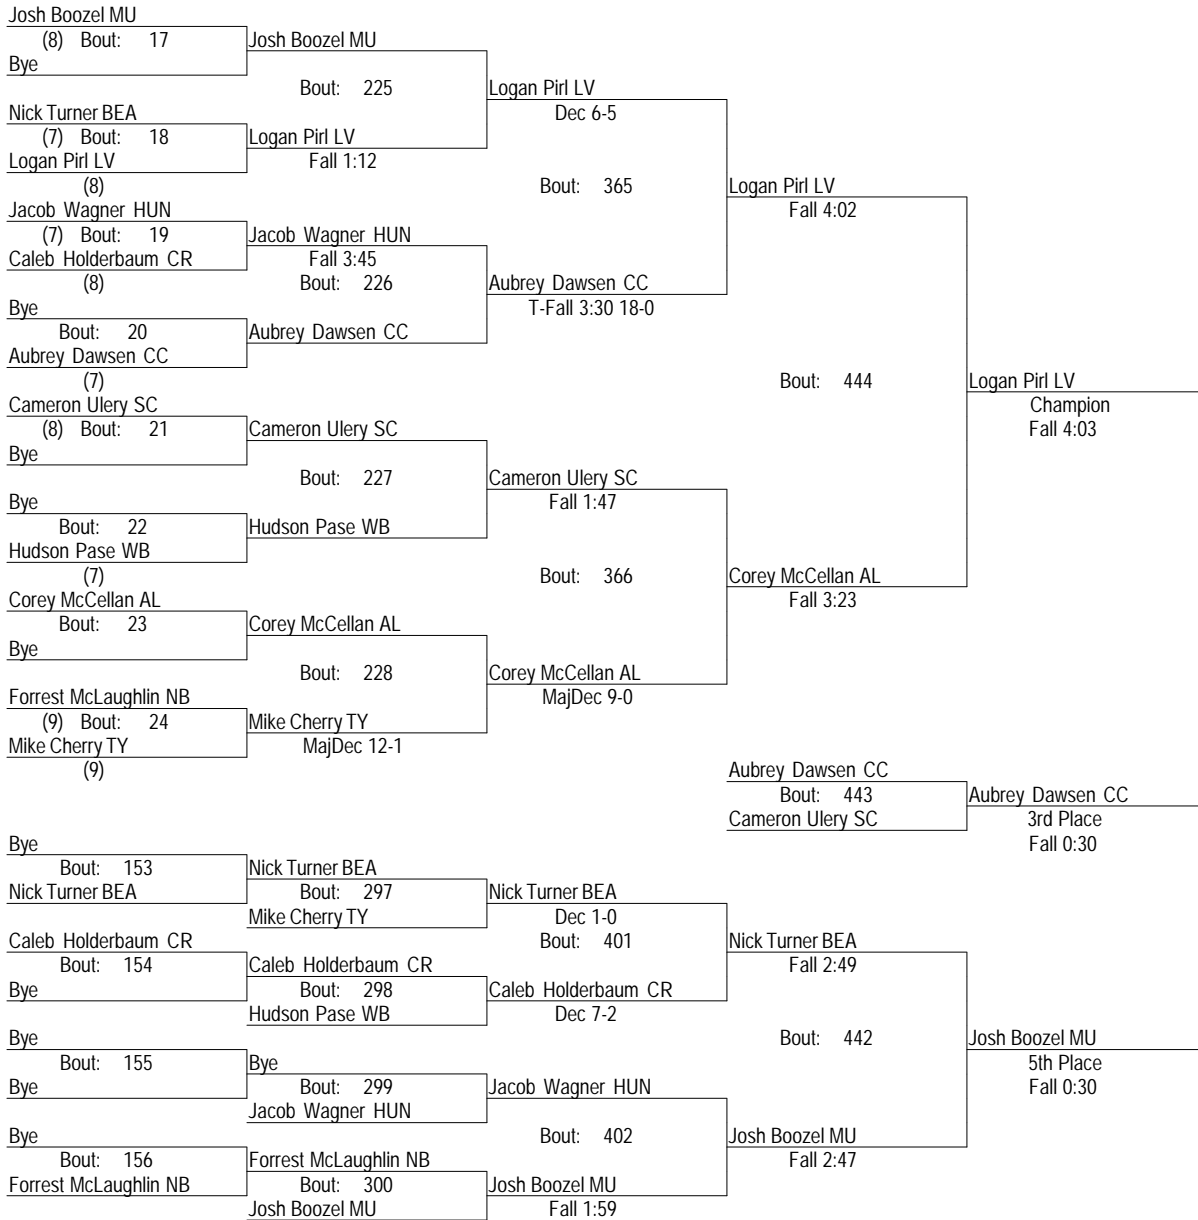 Josh Boozel MU
(8) Bout: 17 Josh Boozel MU
Bye
Bout: 225 Logan Pirl LV
Nick Turner BEA Dec 6-5
(7) Bout: 18 Logan Pirl LV
Logan Pirl LV Fall 1:12
(8) Bout: 365 Logan Pirl LV
Jacob Wagner HUN Fall 4:02
(7) Bout: 19 Jacob Wagner HUN
Caleb Holderbaum CR Fall 3:45
(8) Bout: 226 Aubrey Dawsen CC
Bye T-Fall 3:30 18-0
Bout: 20 Aubrey Dawsen CC
Aubrey Dawsen CC
(7) Bout: 444 Logan Pirl LV
Cameron Ulery SC Champion
(8) Bout: 21 Cameron Ulery SC Fall 4:03
Bye
Bout: 227 Cameron Ulery SC
Bye Fall 1:47
Bout: 22 Hudson Pase WB
Hudson Pase WB
(7) Bout: 366 Corey McCellan AL
Corey McCellan AL Fall 3:23
Bout: 23 Corey McCellan AL
Bye
Bout: 228 Corey McCellan AL
Forrest McLaughlin NB MajDec 9-0
(9) Bout: 24 Mike Cherry TY
Mike Cherry TY MajDec 12-1
(9) Aubrey Dawsen CC
Bout: 443 Aubrey Dawsen CC
Cameron Ulery SC 3rd Place
Bye Fall 0:30
Bout: 153 Nick Turner BEA
Nick Turner BEA Bout: 297 Nick Turner BEA
Mike Cherry TY Dec 1-0
Caleb Holderbaum CR Bout: 401 Nick Turner BEA
Bout: 154 Caleb Holderbaum CR Fall 2:49
Bye Bout: 298 Caleb Holderbaum CR
Hudson Pase WB Dec 7-2
Bye Bout: 442 Josh Boozel MU
Bout: 155 Bye 5th Place
Bye Bout: 299 Jacob Wagner HUN Fall 0:30
Jacob Wagner HUN
Bye Bout: 402 Josh Boozel MU
Bout: 156 Forrest McLaughlin NB Fall 2:47
Forrest McLaughlin NB Bout: 300 Josh Boozel MU
Josh Boozel MU Fall 1:59